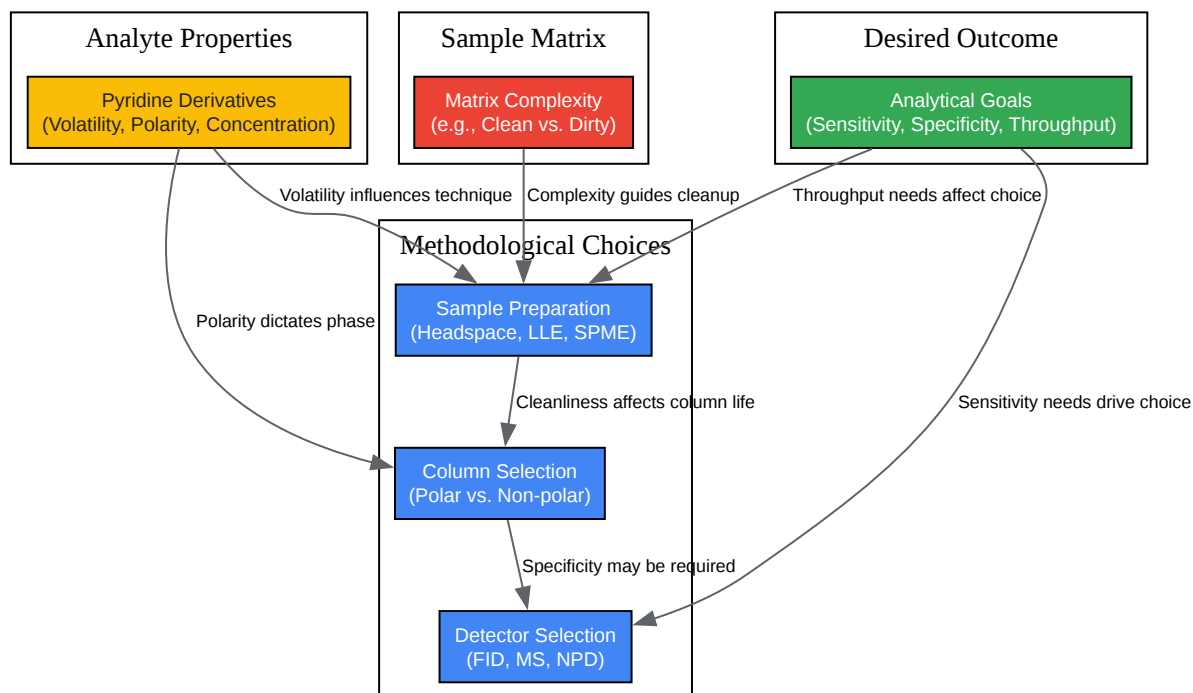 Analyte Properties
Sample Matrix
Desired Outcome
Pyridine Derivatives
(Volatility, Polarity, Concentration)
Matrix Complexity
(e.g., Clean vs. Dirty)
Analytical Goals
(Sensitivity, Specificity, Throughput)
Volatility influences technique
Complexity guides cleanup
Throughput needs affect choice
Methodological Choices
Sample Preparation
(Headspace, LLE, SPME)
Polarity dictates phase
Cleanliness affects column life
Sensitivity needs drive choice
Column Selection
(Polar vs. Non-polar)
Specificity may be required
Detector Selection
(FID, MS, NPD)